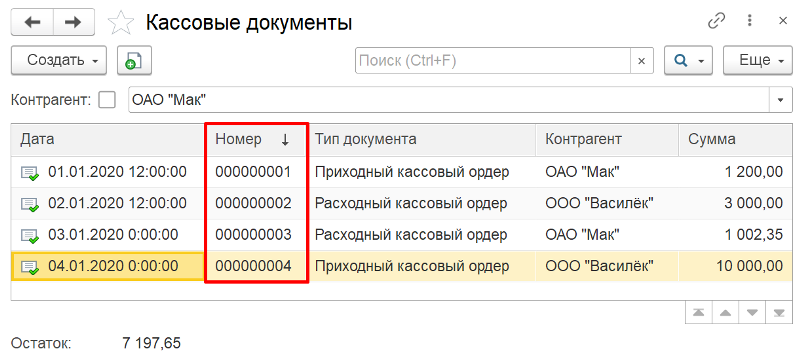 Кассовые документы
Создать Поиск (Ctrl+F) × Еще
Контрагент: ОАО "Мак"
Дата Номер ↓ Тип документа Контрагент Сумма
01.01.2020 12:00:00 000000001 Приходный кассовый ордер ОАО "Мак" 1 200,00
02.01.2020 12:00:00 000000002 Расходный кассовый ордер ООО "Василёк" 3 000,00
03.01.2020 0:00:00 000000003 Расходный кассовый ордер ОАО "Мак" 1 002,35
04.01.2020 0:00:00 000000004 Приходный кассовый ордер ООО "Василёк" 10 000,00
Остаток: 7 197,65